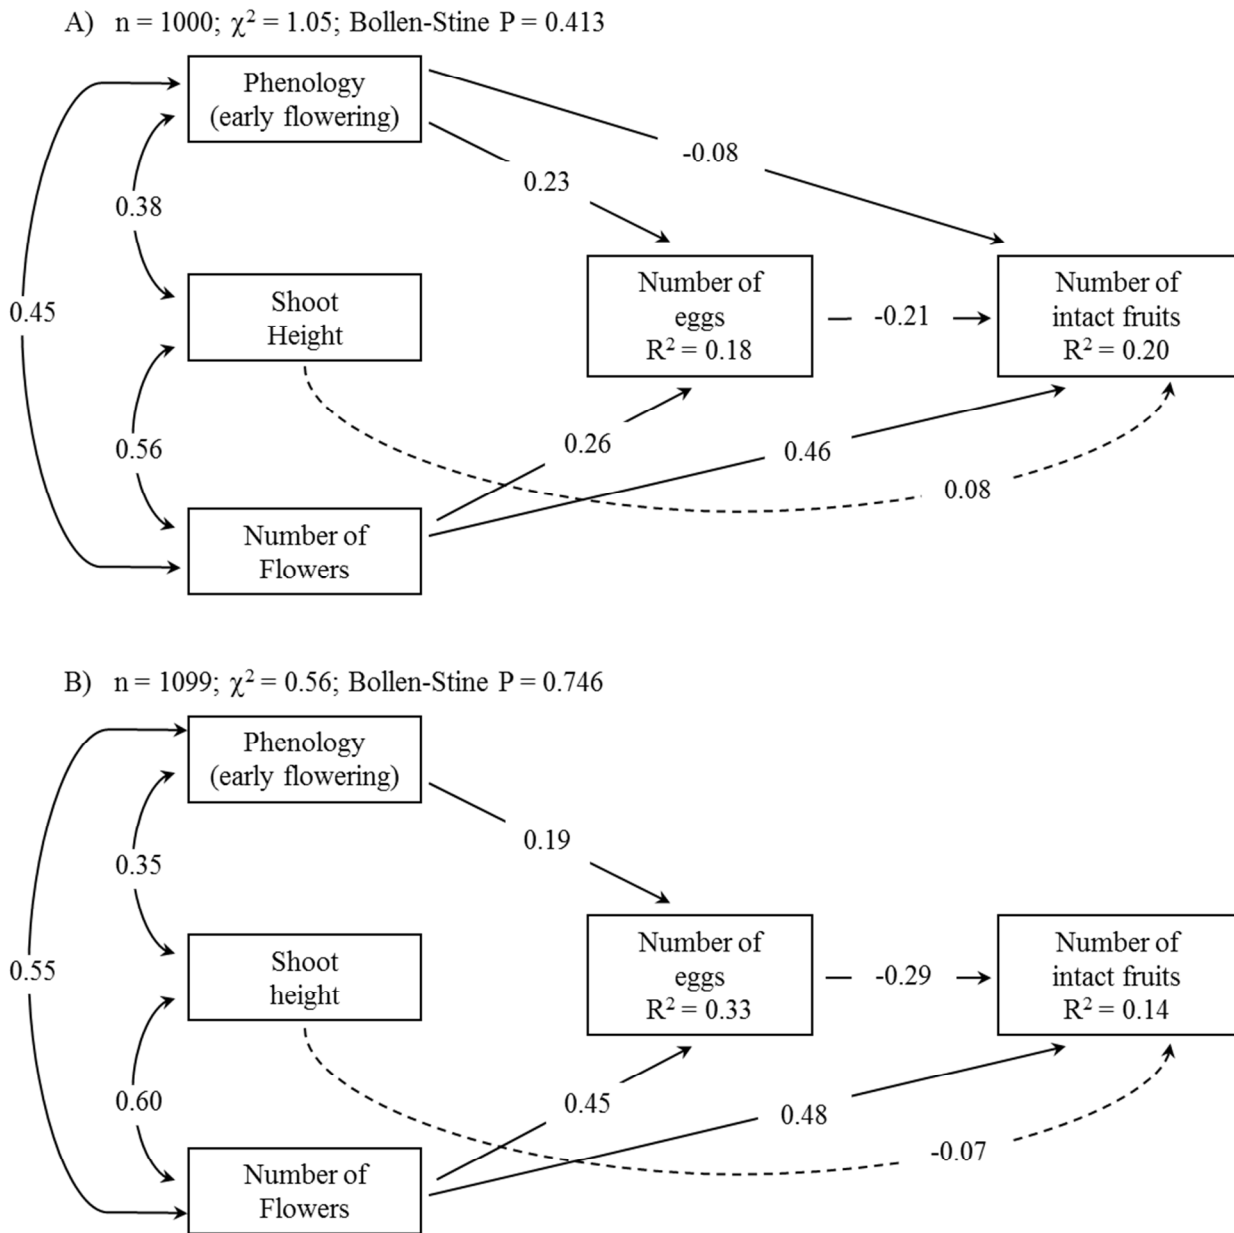 A) n = 1000; χ² = 1.05; Bollen-Stine P = 0.413
Phenology
(early flowering)
-0.08
0.23
0.38
Number of
eggs
R² = 0.18
Number of
intact fruits
R² = 0.20
Shoot
Height
0.45
-0.21
0.56
0.26
0.46
0.08
Number of
Flowers
B) n = 1099; χ² = 0.56; Bollen-Stine P = 0.746
Phenology
(early flowering)
0.19
0.35
Number of
eggs
R² = 0.33
Number of
intact fruits
R² = 0.14
Shoot
height
0.55
-0.29
0.60
0.45
0.48
-0.07
Number of
Flowers